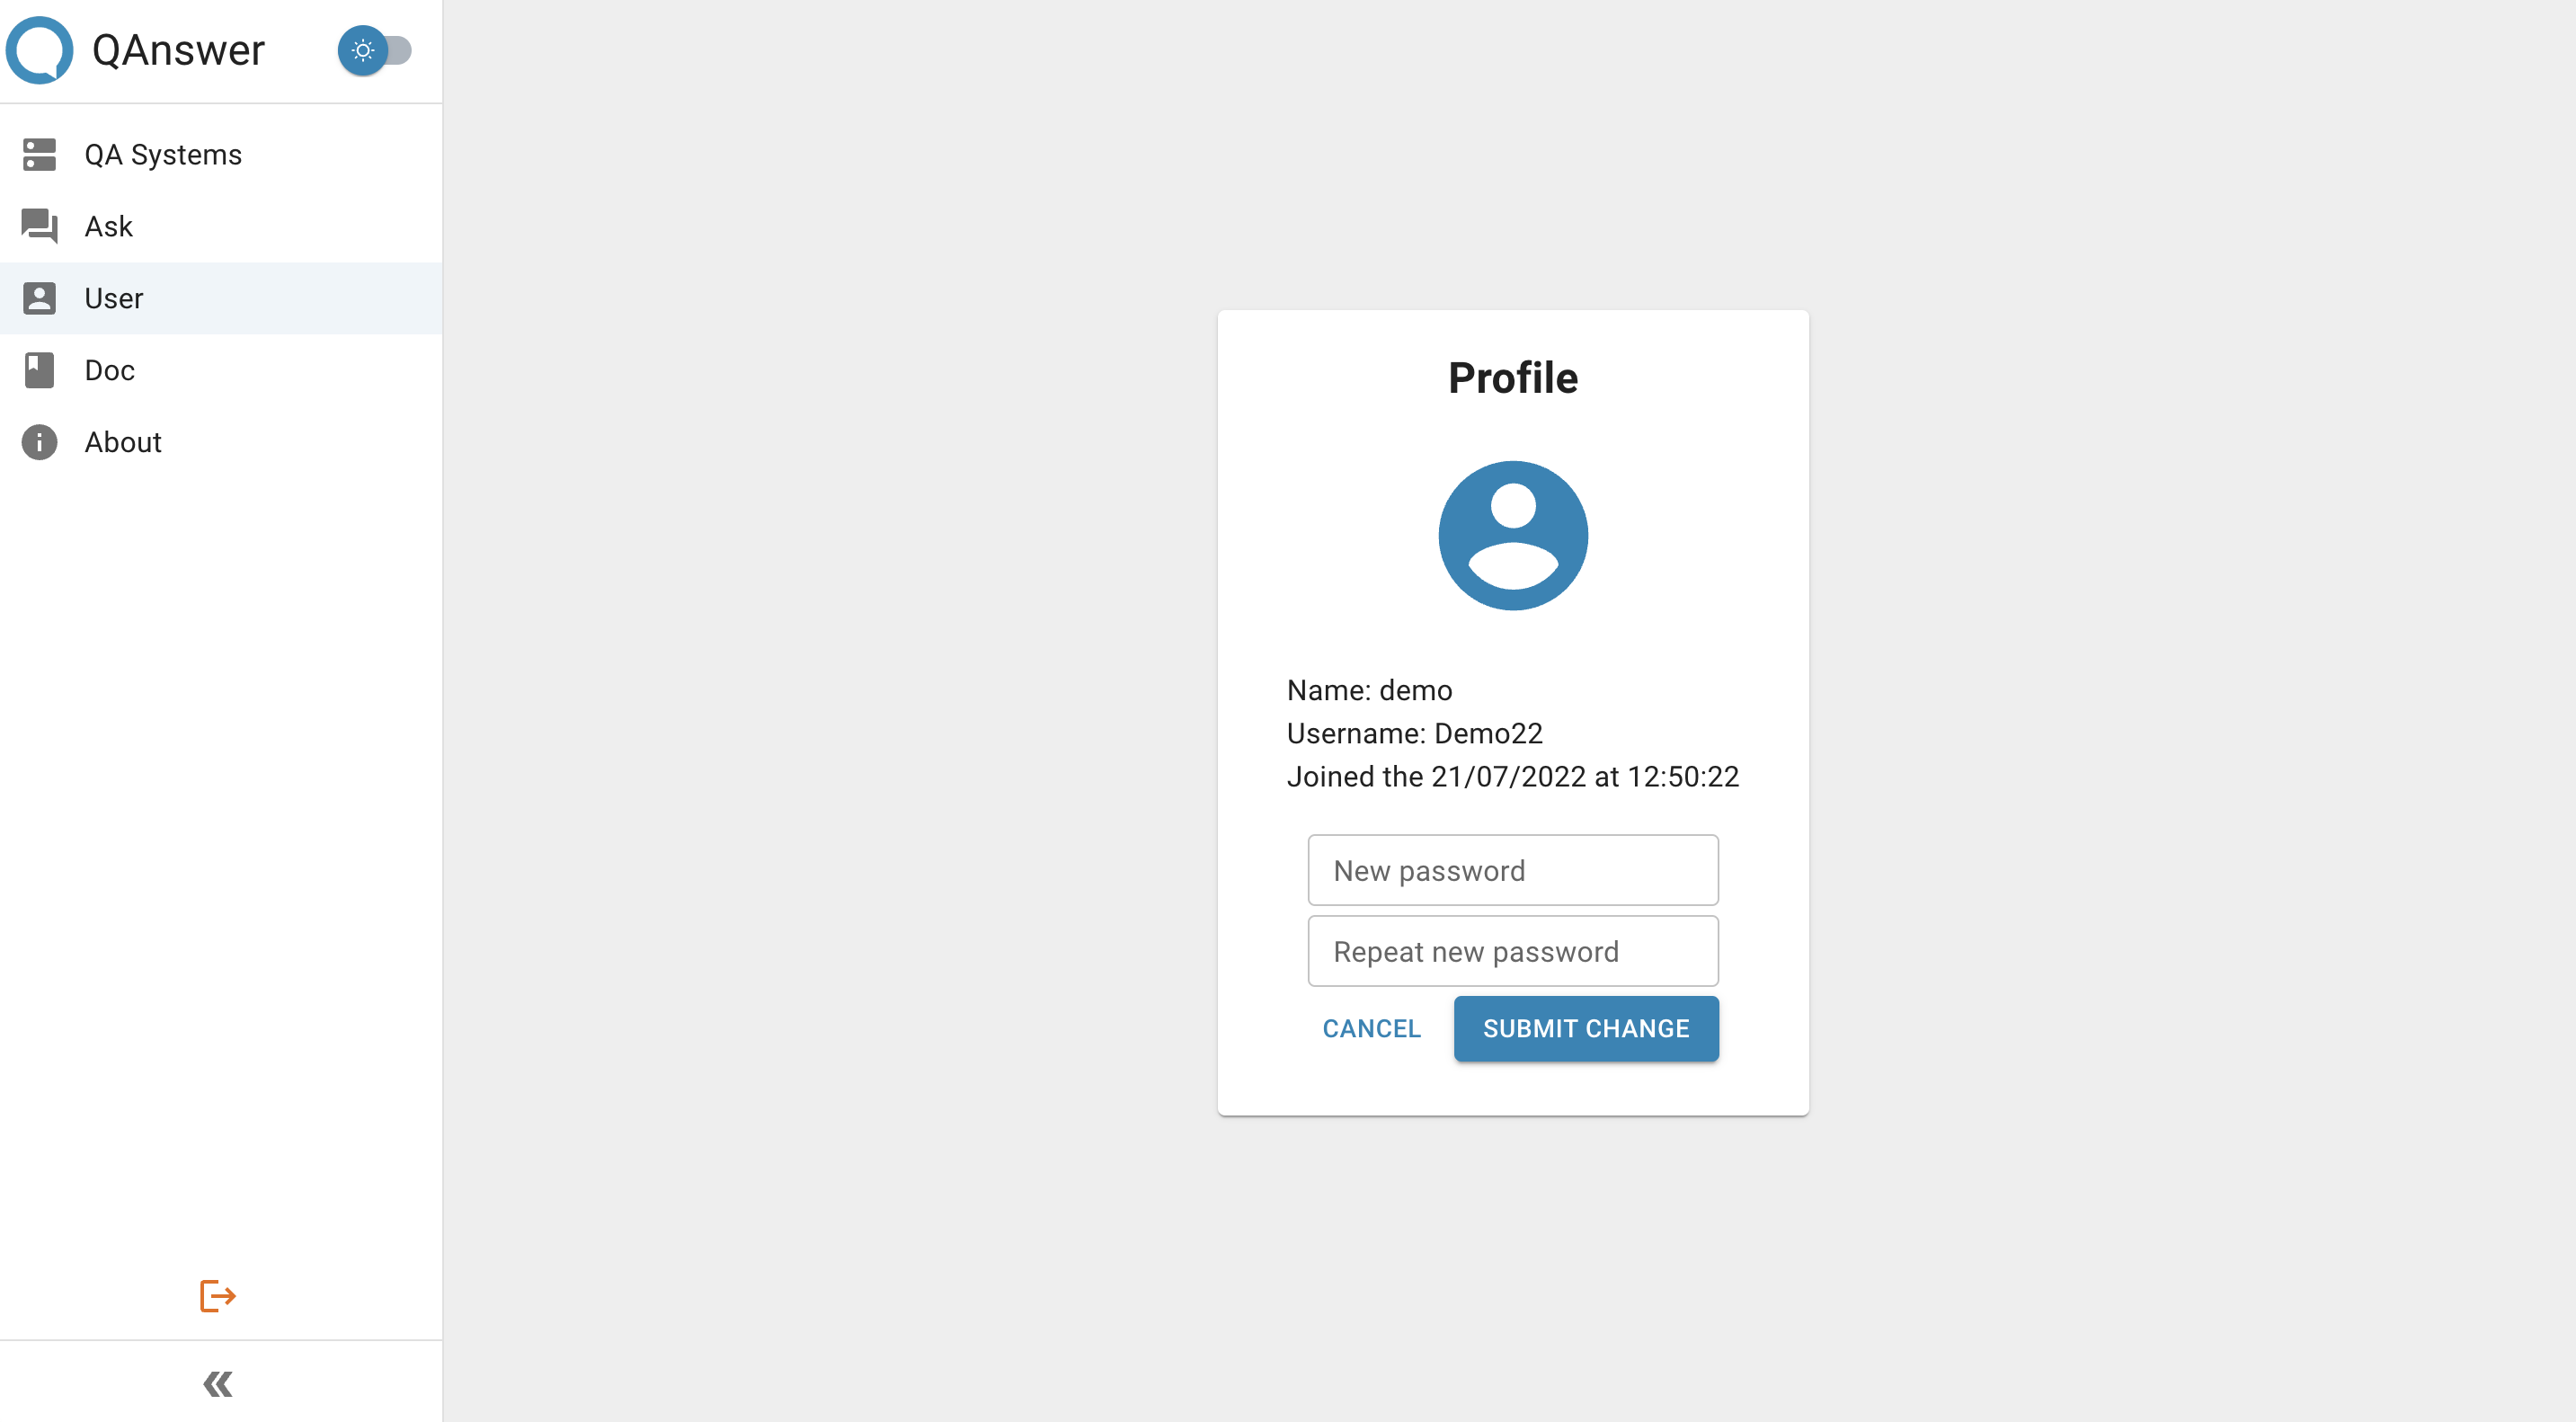 QAnswer
QA Systems
Ask
User
Doc
About
Profile
Name: demo
Username: Demo22
Joined the 21/07/2022 at 12:50:22
New password
Repeat new password
CANCEL
SUBMIT CHANGE